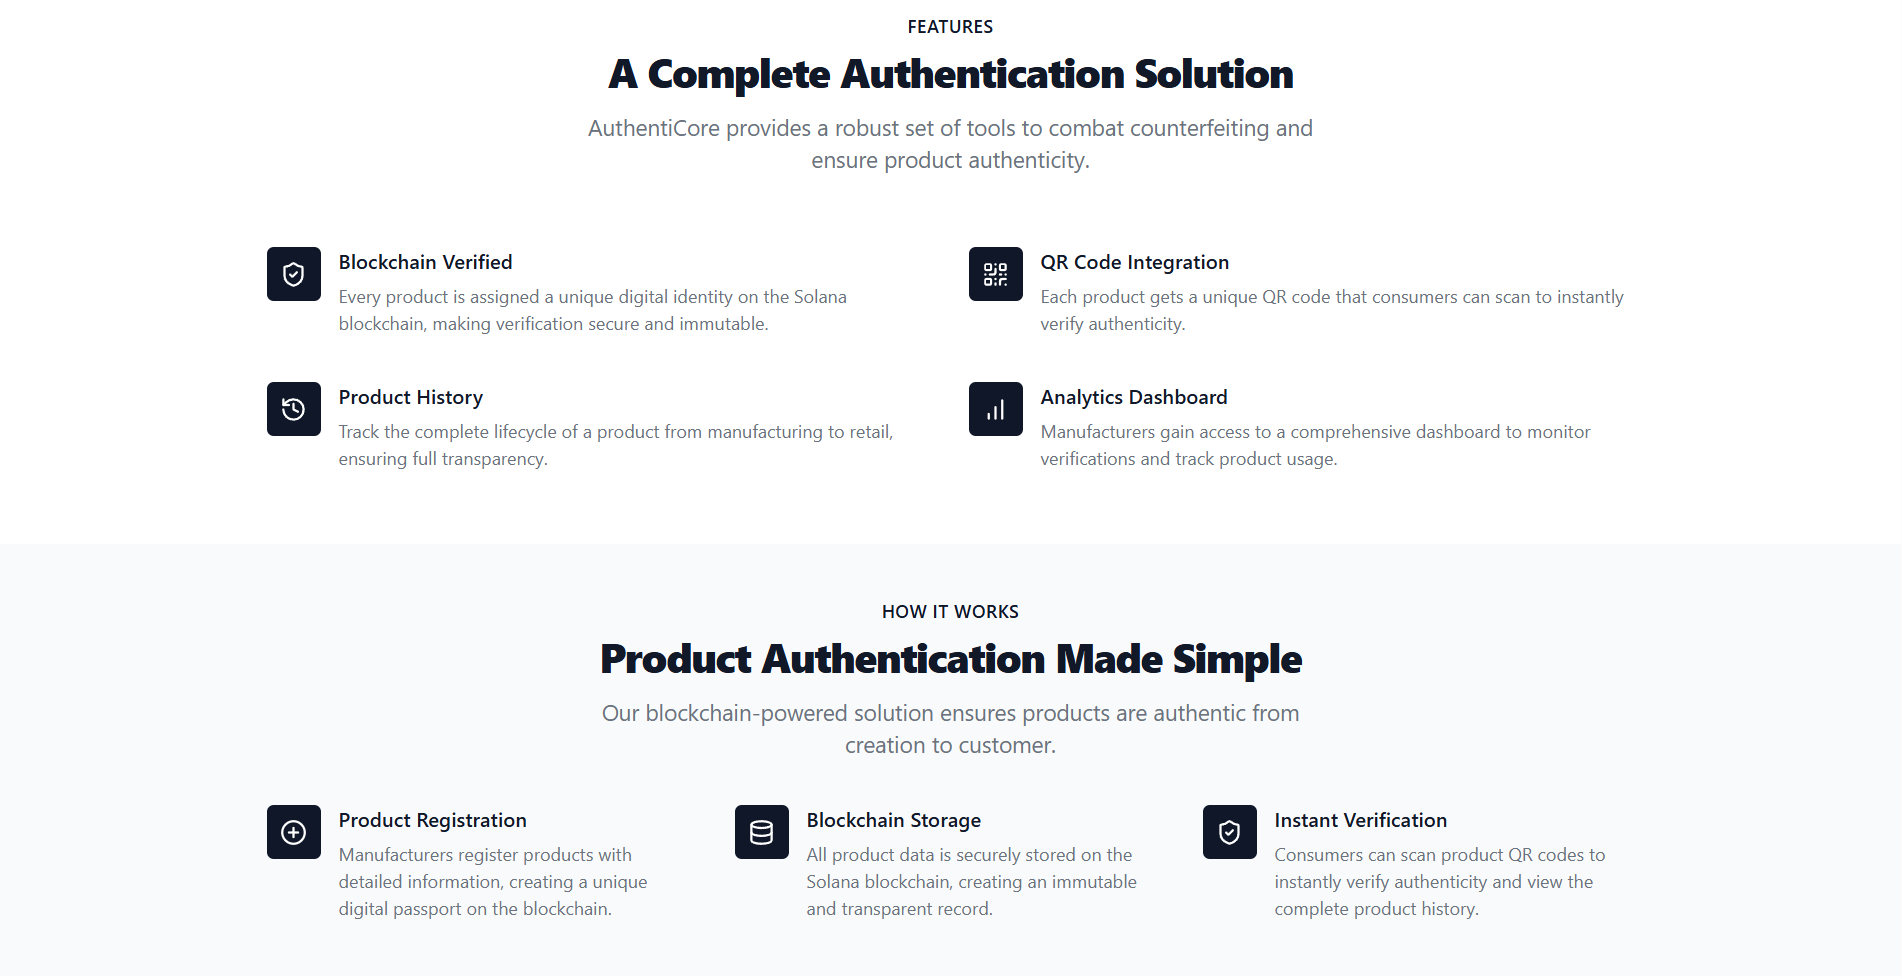 FEATURES
A Complete Authentication Solution
AuthentiCore provides a robust set of tools to combat counterfeiting and
ensure product authenticity.
Blockchain Verified
Every product is assigned a unique digital identity on the Solana
blockchain, making verification secure and immutable.
QR Code Integration
Each product gets a unique QR code that consumers can scan to instantly
verify authenticity.
Product History
Track the complete lifecycle of a product from manufacturing to retail,
ensuring full transparency.
Analytics Dashboard
Manufacturers gain access to a comprehensive dashboard to monitor
verifications and track product usage.
HOW IT WORKS
Product Authentication Made Simple
Our blockchain-powered solution ensures products are authentic from
creation to customer.
Product Registration
Manufacturers register products with
detailed information, creating a unique
digital passport on the blockchain.
Blockchain Storage
All product data is securely stored on the
Solana blockchain, creating an immutable
and transparent record.
Instant Verification
Consumers can scan product QR codes to
instantly verify authenticity and view the
complete product history.